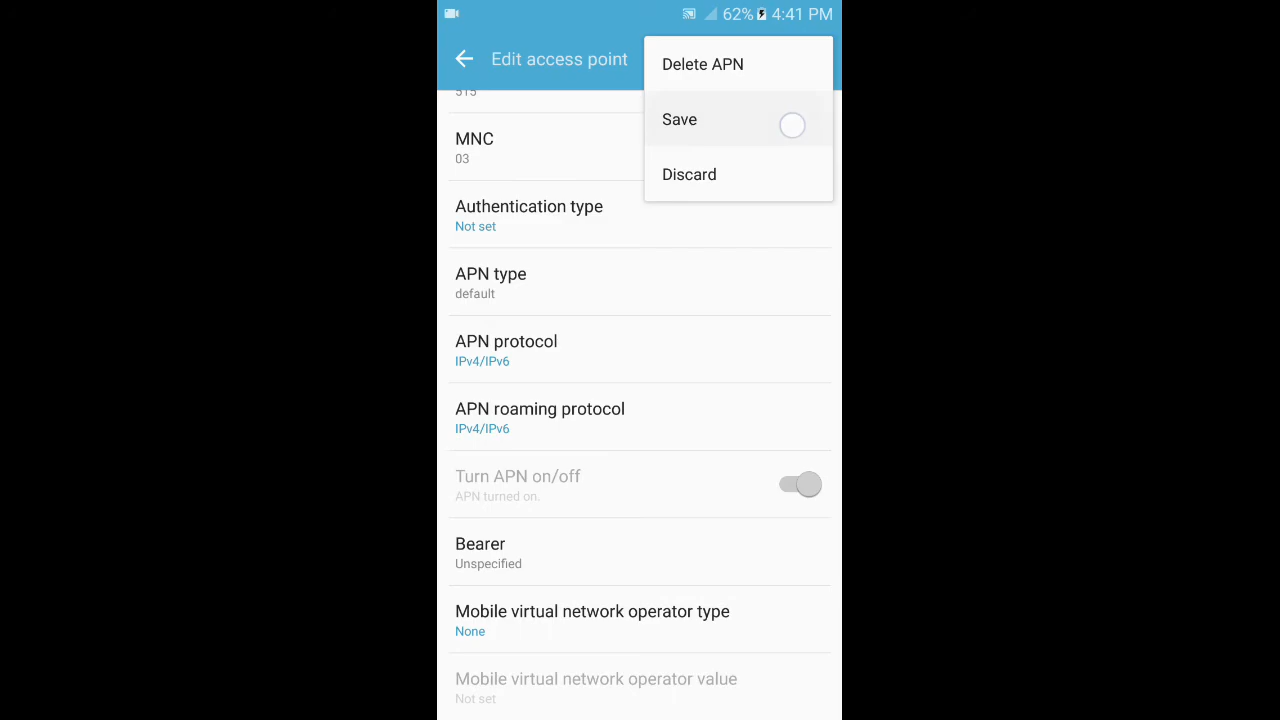 62% 4:41 PM
Edit access point
Delete APN
Save
Discard
515
MNC
03
Authentication type
Not set
APN type
default
APN protocol
IPv4/IPv6
APN roaming protocol
IPv4/IPv6
Turn APN on/off
APN turned on.
Bearer
Unspecified
Mobile virtual network operator type
None
Mobile virtual network operator value
Not set